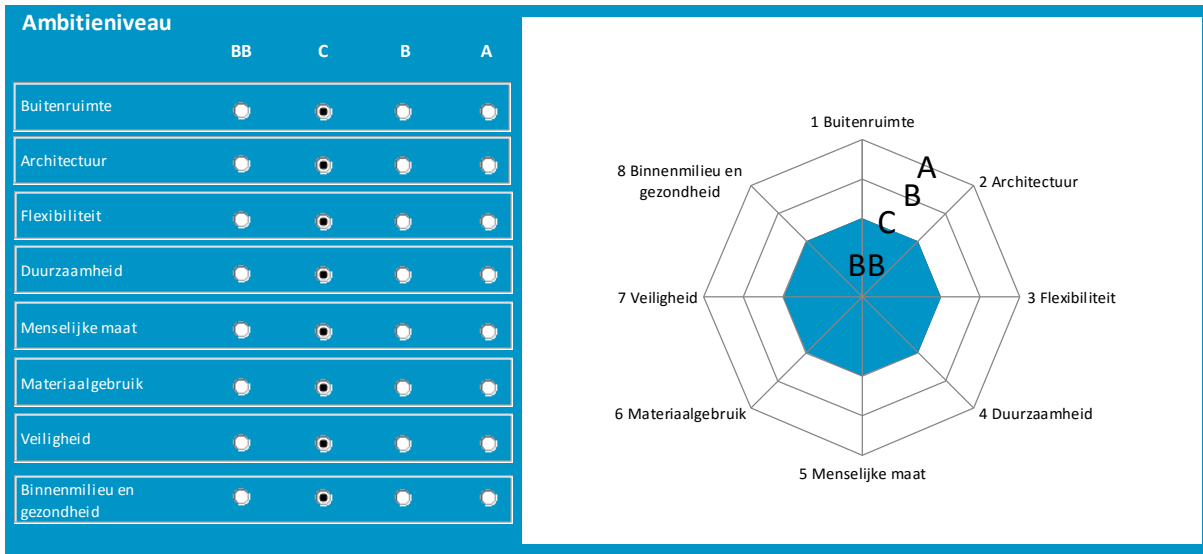 Ambitieniveau
BB C B A
Buitenruimte
Architectuur
Flexibiliteit
Duurzaamheid
Menselijke maat
Materiaalgebruik
Veiligheid
Binnenmilieu en
gezondheid
1 Buitenruimte
2 Architectuur
3 Flexibiliteit
4 Duurzaamheid
5 Menselijke maat
6 Materiaalgebruik
7 Veiligheid
8 Binnenmilieu en
gezondheid
A
B
C
BB